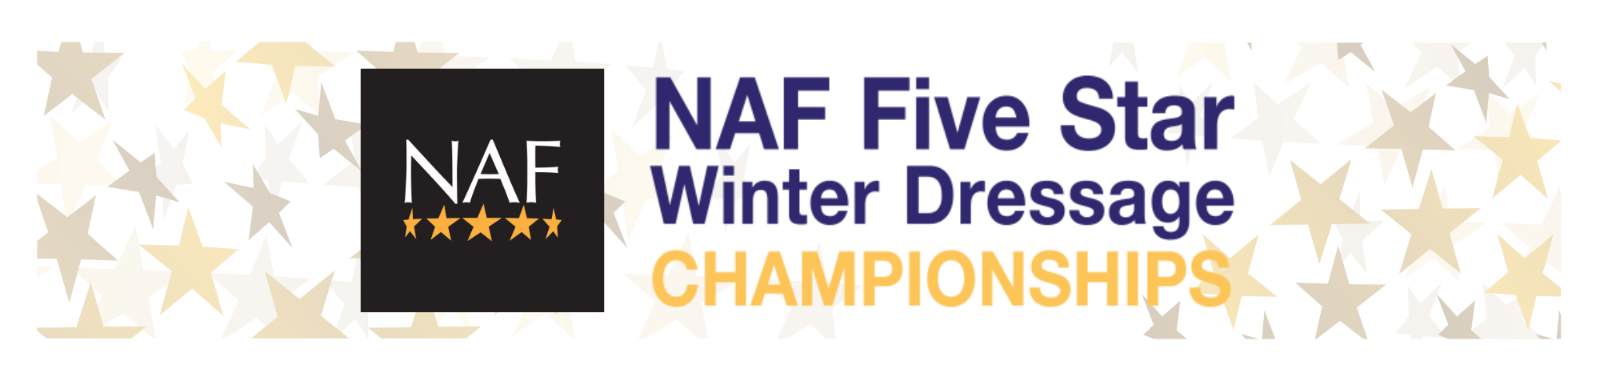 NAF
NAF Five Star
Winter Dressage
CHAMPIONSHIPS